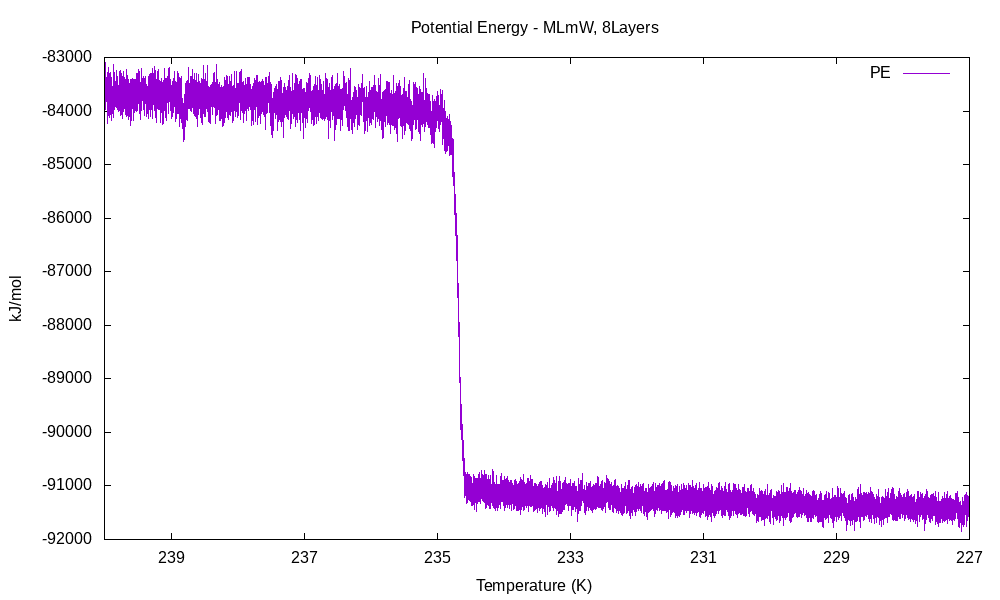 Potential Energy - MLmW, 8Layers
PE
-83000
-84000
-85000
-86000
-87000
-88000
-89000
-90000
-91000
-92000
kJ/mol
239 237 235 233 231 229 227
Temperature (K)